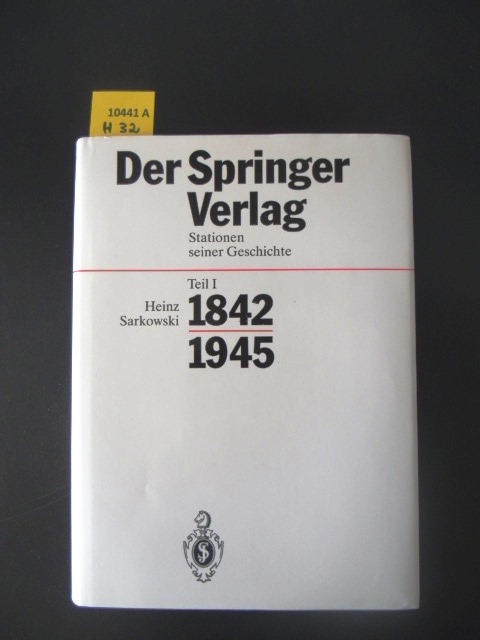 10441 A
H 32
Der Springer
Verlag
Stationen
seiner Geschichte
Teil I
Heinz
Sarkowski
1842
1945